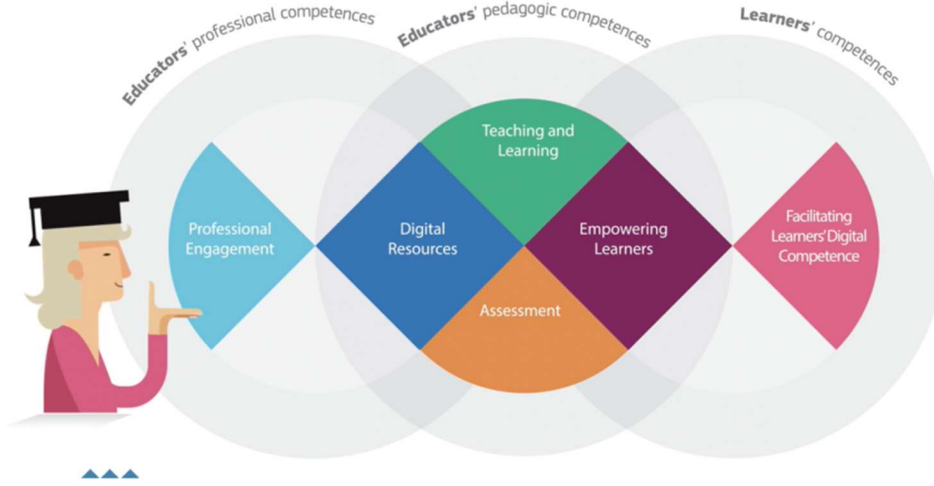 Educators' professional competences
Educators' pedagogic competences
Learners' competences
Teaching and
Learning
Professional
Engagement
Digital
Resources
Empowering
Learners
Facilitating
Learners' Digital
Competence
Assessment